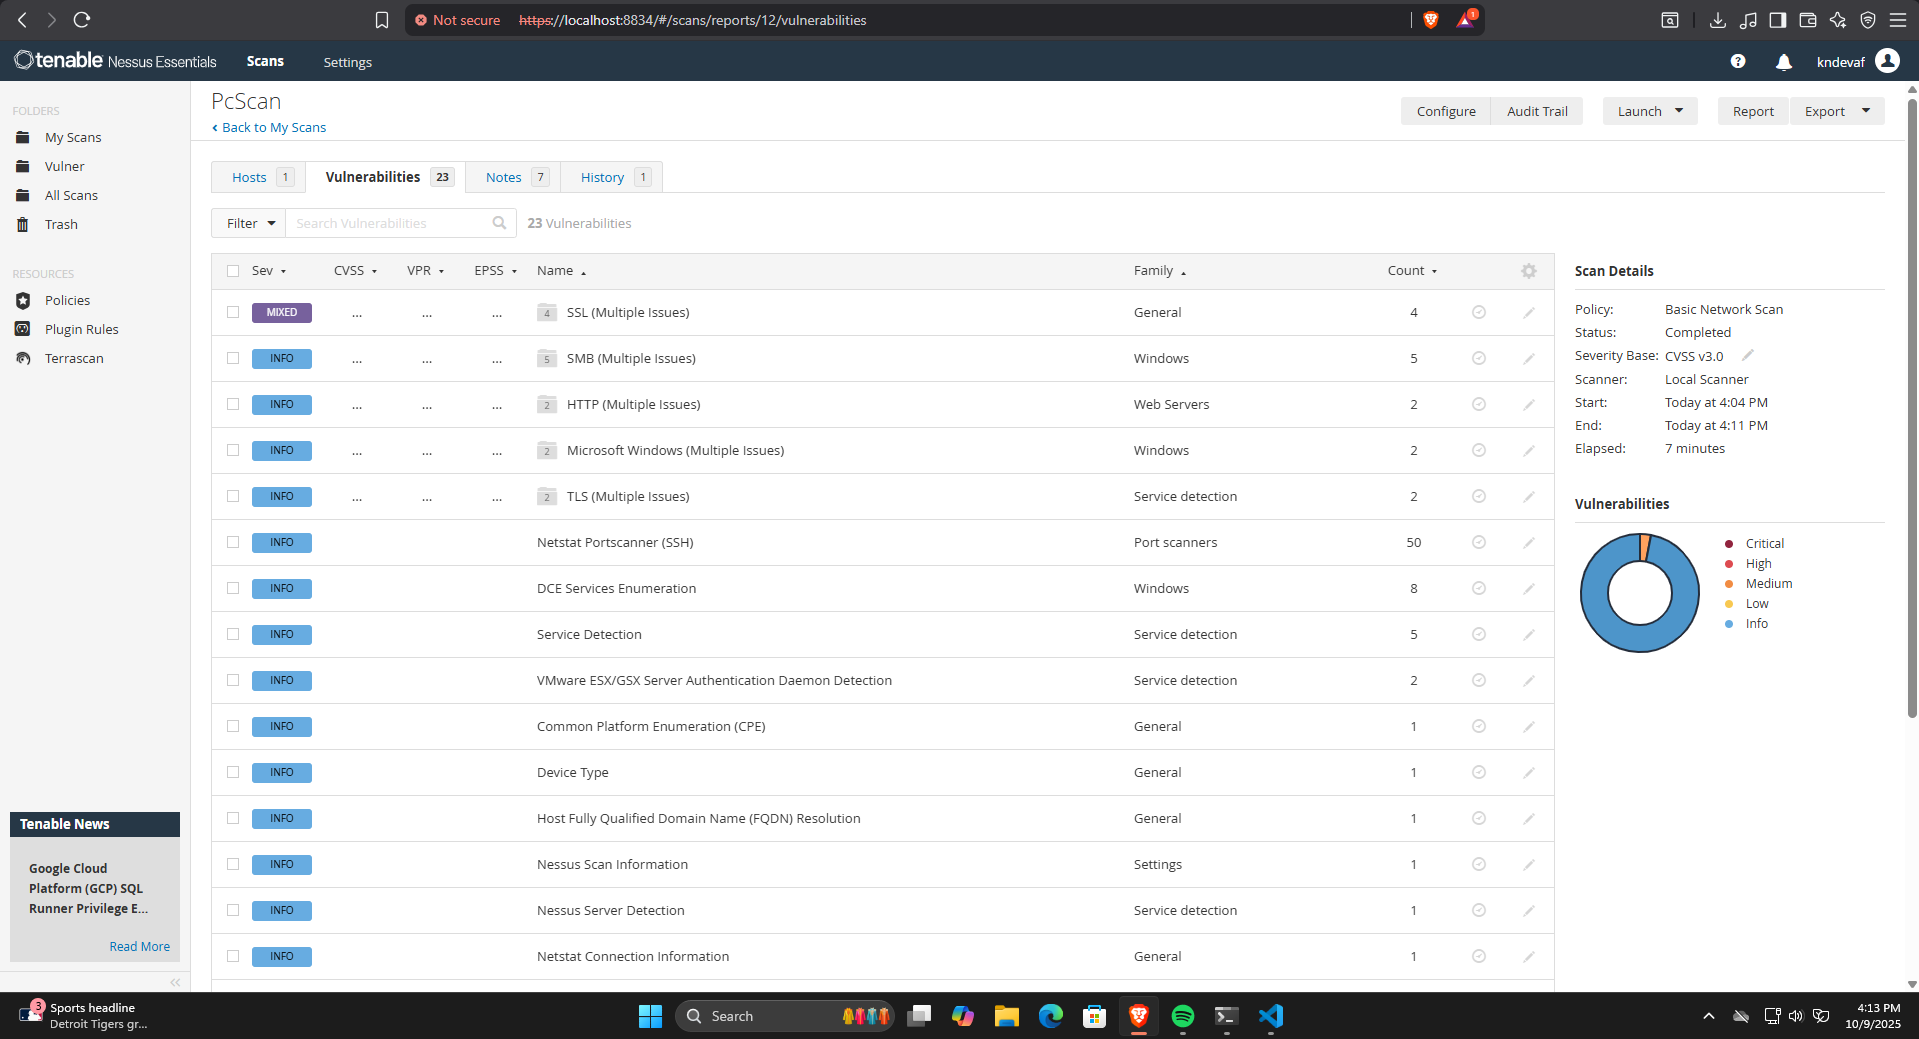 Not secure https://localhost:8834/#/scans/reports/12/vulnerabilities 1
tenable Nessus Essentials Scans Settings ? kndevaf
FOLDERS
My Scans
Vulner
All Scans
Trash
RESOURCES
Policies
Plugin Rules
Terrascan
Tenable News
Google Cloud
Platform (GCP) SQL
Runner Privilege E...
Read More
PcScan
Back to My Scans
Configure Audit Trail Launch Report Export
Hosts 1 Vulnerabilities 23 Notes 7 History 1
Filter Search Vulnerabilities 23 Vulnerabilities
Sev CVSS VPR EPSS Name Family Count
MIXED ... ... ... 4 SSL (Multiple Issues) General 4
INFO ... ... ... 5 SMB (Multiple Issues) Windows 5
INFO ... ... ... 2 HTTP (Multiple Issues) Web Servers 2
INFO ... ... ... 2 Microsoft Windows (Multiple Issues) Windows 2
INFO ... ... ... 2 TLS (Multiple Issues) Service detection 2
INFO Netstat Portscanner (SSH) Port scanners 50
INFO DCE Services Enumeration Windows 8
INFO Service Detection Service detection 5
INFO VMware ESX/GSX Server Authentication Daemon Detection Service detection 2
INFO Common Platform Enumeration (CPE) General 1
INFO Device Type General 1
INFO Host Fully Qualified Domain Name (FQDN) Resolution General 1
INFO Nessus Scan Information Settings 1
INFO Nessus Server Detection Service detection 1
INFO Netstat Connection Information General 1
Scan Details
Policy: Basic Network Scan
Status: Completed
Severity Base: CVSS v3.0
Scanner: Local Scanner
Start: Today at 4:04 PM
End: Today at 4:11 PM
Elapsed: 7 minutes
Vulnerabilities
Critical
High
Medium
Low
Info
3 Sports headline
Detroit Tigers gr...
Search
4:13 PM
10/9/2025